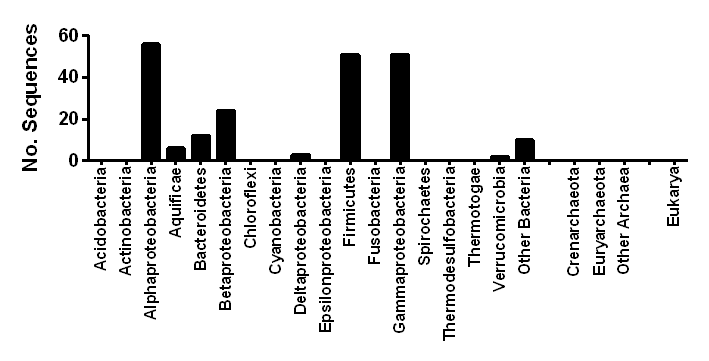 No. Sequences
60
40
20
0
Acidobacteria
Actinobacteria
Alphaproteobacteria
Aquificae
Bacteroidetes
Betaproteobacteria
Chloroflexi
Cyanobacteria
Deltaproteobacteria
Epsilonproteobacteria
Firmicutes
Fusobacteria
Gammaproteobacteria
Spirochaetes
Thermodesulfobacteria
Thermotogae
Verrucomicrobia
Other Bacteria
Crenarchaeota
Euryarchaeota
Other Archaea
Eukarya